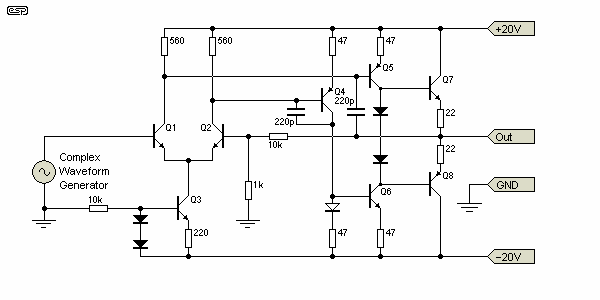 esp
+20V
560
560
47
47
Q5
Q7
Q4
220p
220p
22
Q1
Q2
10k
Out
22
Complex
Waveform
Generator
1k
Q8
GND
Q3
Q6
10k
220
47
47
–20V